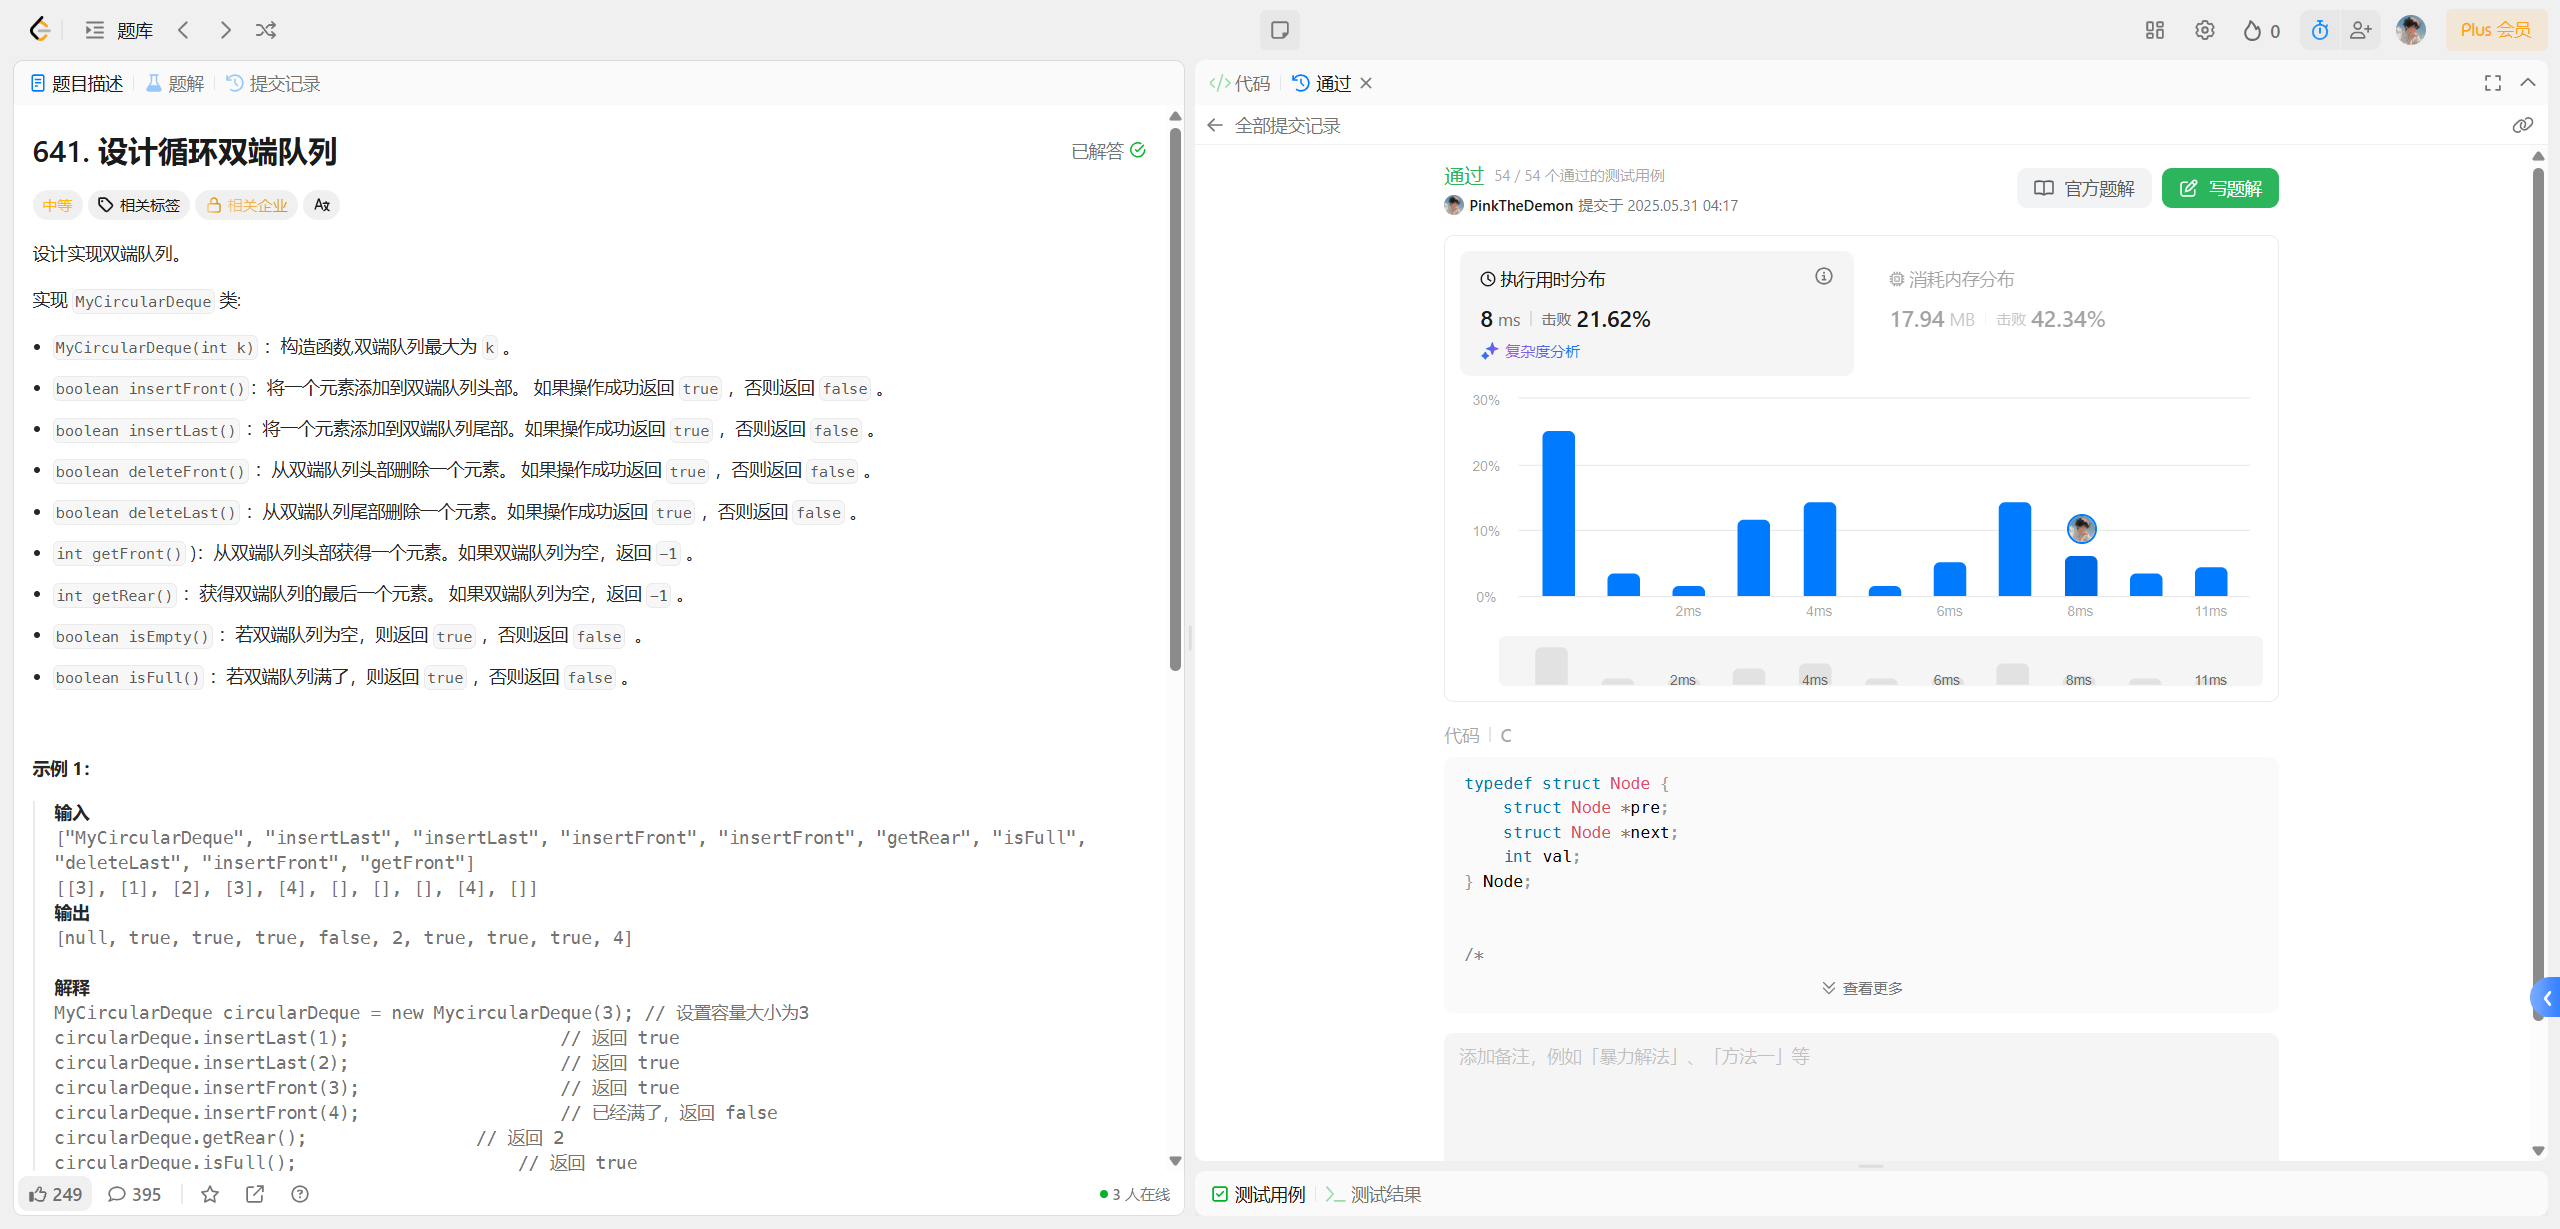 题库
0
Plus 会员
题目描述
题解
提交记录
641. 设计循环双端队列
已解答
中等
相关标签
相关企业
设计实现双端队列。
实现 MyCircularDeque 类:
MyCircularDeque(int k) ：构造函数,双端队列最大为 k 。
boolean insertFront()：将一个元素添加到双端队列头部。 如果操作成功返回 true ，否则返回 false 。
boolean insertLast() ：将一个元素添加到双端队列尾部。如果操作成功返回 true ，否则返回 false 。
boolean deleteFront() ：从双端队列头部删除一个元素。 如果操作成功返回 true ，否则返回 false 。
boolean deleteLast() ：从双端队列尾部删除一个元素。如果操作成功返回 true ，否则返回 false 。
int getFront() )：从双端队列头部获得一个元素。如果双端队列为空，返回 -1 。
int getRear() ：获得双端队列的最后一个元素。 如果双端队列为空，返回 -1 。
boolean isEmpty() ：若双端队列为空，则返回 true ，否则返回 false  。
boolean isFull() ：若双端队列满了，则返回 true ，否则返回 false 。
示例 1：
输入
["MyCircularDeque", "insertLast", "insertLast", "insertFront", "insertFront", "getRear", "isFull",
"deleteLast", "insertFront", "getFront"]
[[3], [1], [2], [3], [4], [], [], [], [4], []]
输出
[null, true, true, true, false, 2, true, true, true, 4]
解释
MyCircularDeque circularDeque = new MycircularDeque(3); // 设置容量大小为3
circularDeque.insertLast(1); // 返回 true
circularDeque.insertLast(2); // 返回 true
circularDeque.insertFront(3); // 返回 true
circularDeque.insertFront(4); // 已经满了，返回 false
circularDeque.getRear(); // 返回 2
circularDeque.isFull(); // 返回 true
249
395
3 人在线
代码
通过
全部提交记录
通过 54 / 54 个通过的测试用例
PinkTheDemon 提交于 2025.05.31 04:17
官方题解
写题解
执行用时分布
8 ms 击败 21.62%
复杂度分析
消耗内存分布
17.94 MB 击败 42.34%
30%
20%
10%
0%
2ms 4ms 6ms 8ms 11ms
2ms 4ms 6ms 8ms 11ms
代码 C
typedef struct Node {
struct Node *pre;
struct Node *next;
int val;
} Node;
/*
查看更多
添加备注，例如「暴力解法」、「方法一」等
测试用例
测试结果